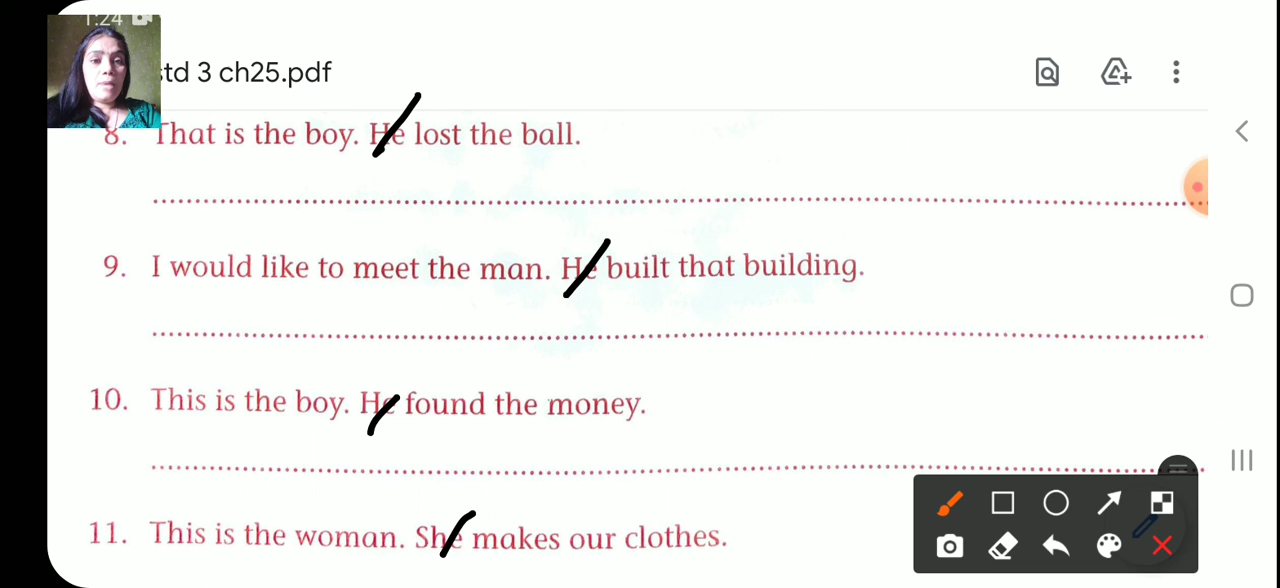 1:24
std 3 ch25.pdf
8. That is the boy. He lost the ball.
9. I would like to meet the man. He built that building.
10. This is the boy. He found the money.
11. This is the woman. She makes our clothes.